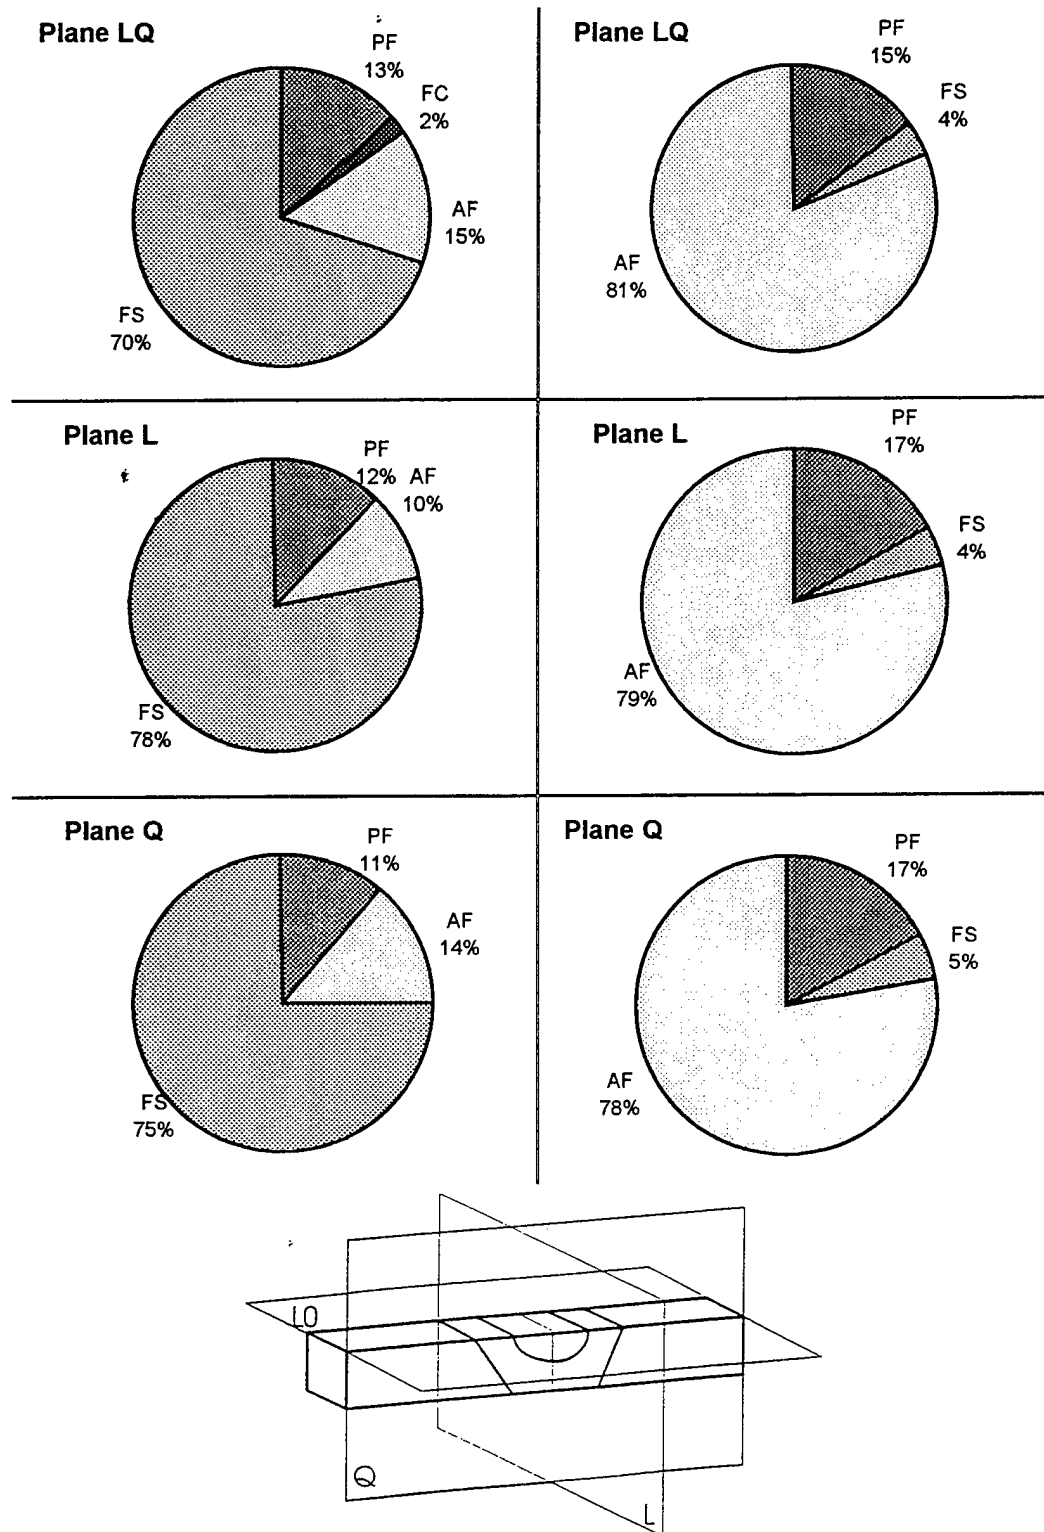 Plane LQ
PF
13%
FC
2%
AF
15%
FS
70%
Plane LQ
PF
15%
FS
4%
AF
81%
Plane L
PF
12%
AF
10%
FS
78%
Plane L
PF
17%
FS
4%
AF
79%
Plane Q
PF
11%
AF
14%
FS
75%
Plane Q
PF
17%
FS
5%
AF
78%
LQ
Q
L